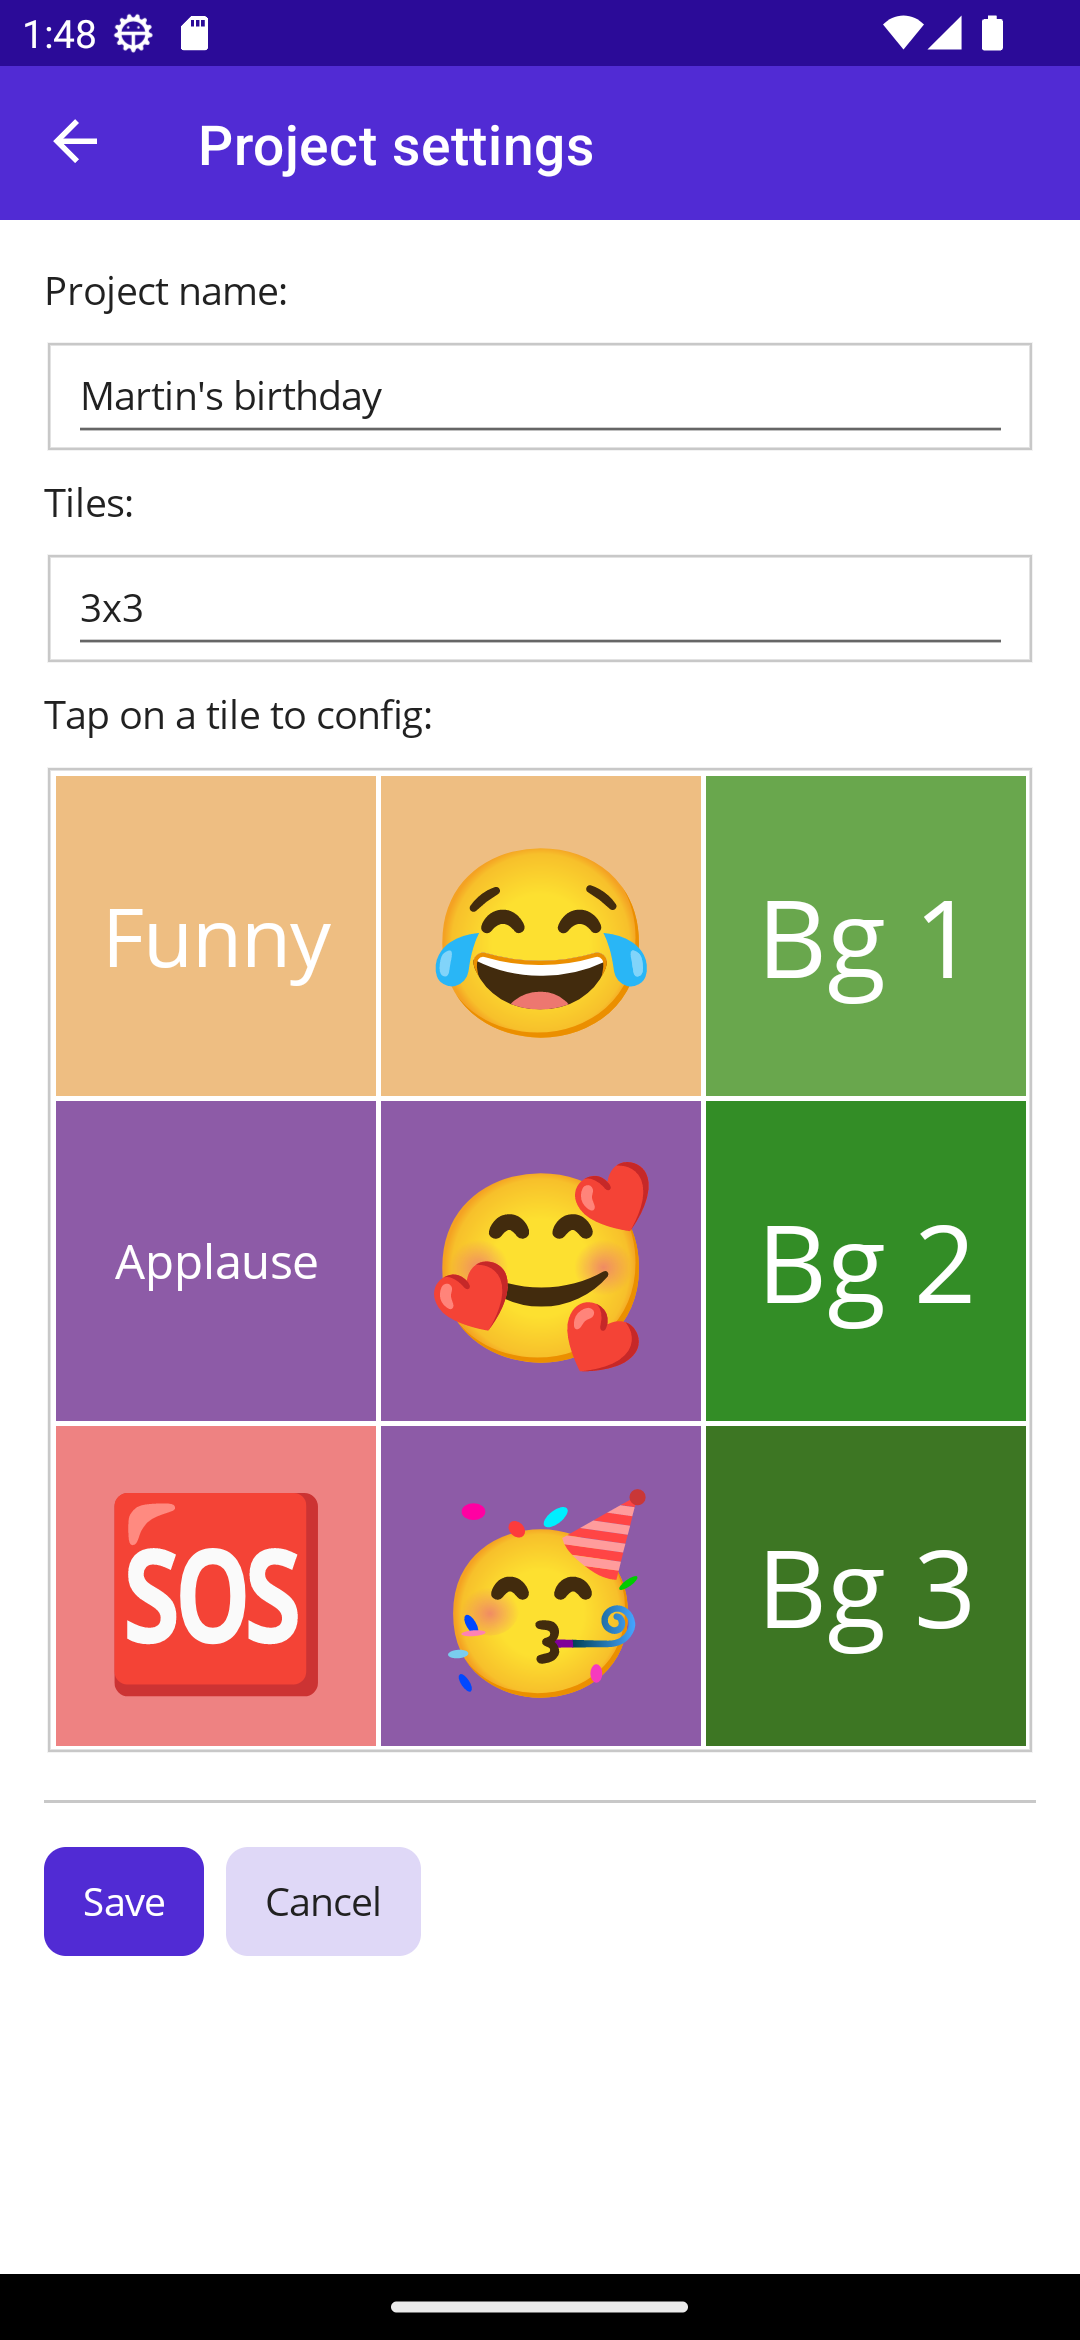 1:48
Project settings
Project name:
Martin's birthday
Tiles:
3x3
Tap on a tile to config:
Funny
Bg 1
Applause
Bg 2
SOS
Bg 3
Save
Cancel